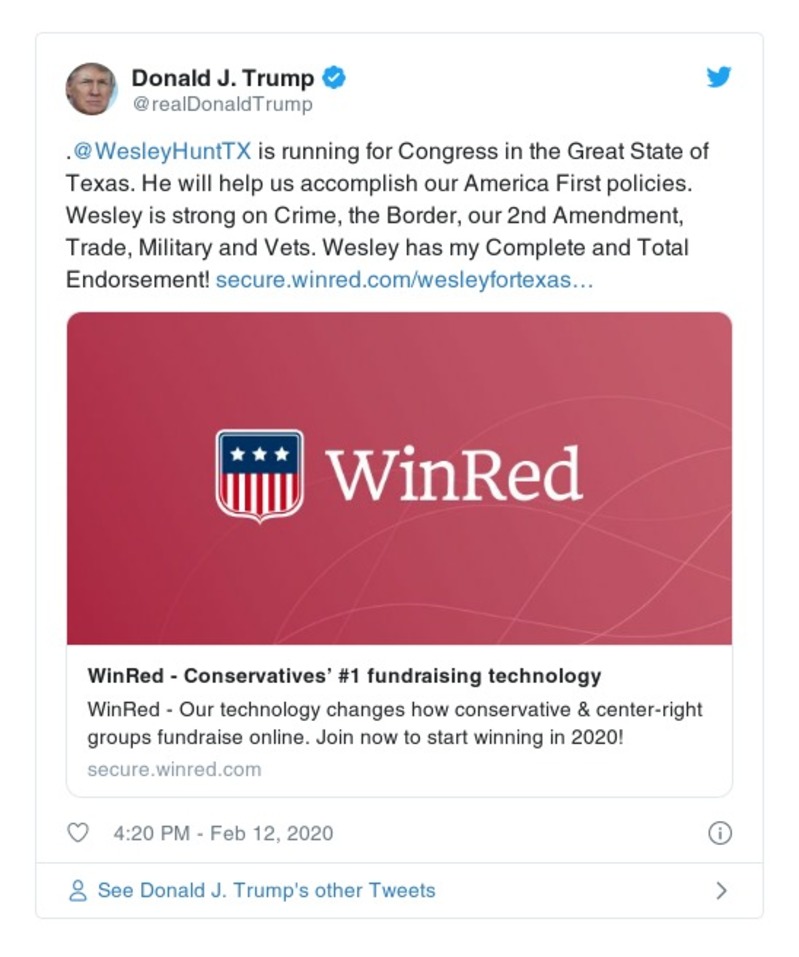 Donald J. Trump
@realDonaldTrump
.@WesleyHuntTX is running for Congress in the Great State of
Texas. He will help us accomplish our America First policies.
Wesley is strong on Crime, the Border, our 2nd Amendment,
Trade, Military and Vets. Wesley has my Complete and Total
Endorsement! secure.winred.com/wesleyfortexas…
WinRed
WinRed - Conservatives’ #1 fundraising technology
WinRed - Our technology changes how conservative & center-right
groups fundraise online. Join now to start winning in 2020!
secure.winred.com
4:20 PM - Feb 12, 2020
See Donald J. Trump's other Tweets